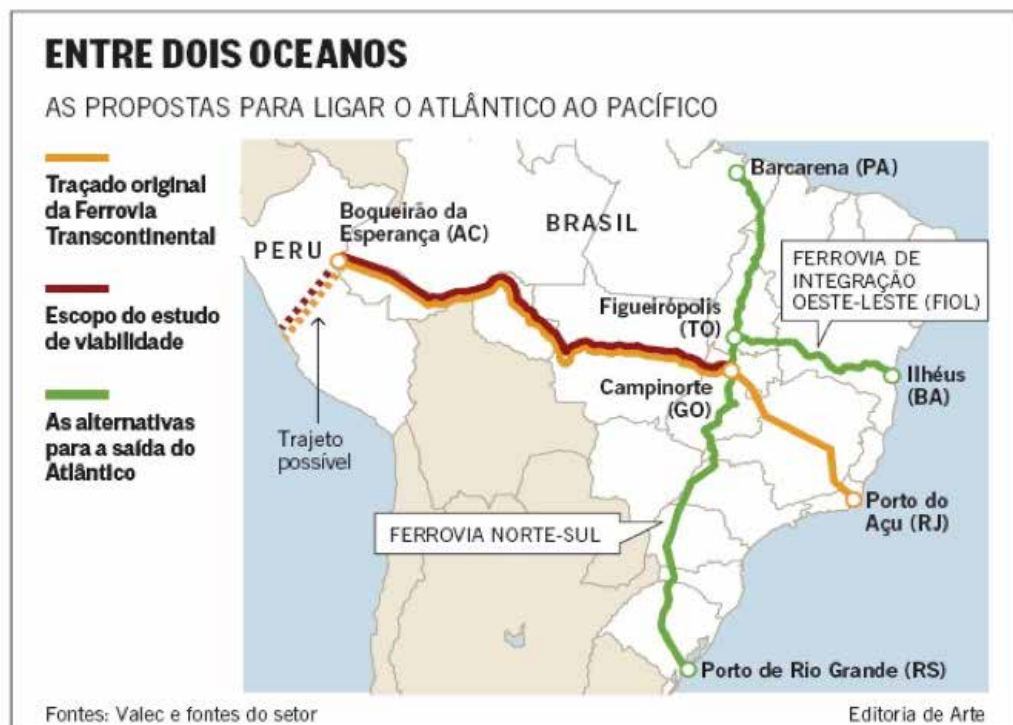 ENTRE DOIS OCEANOS
AS PROPOSTAS PARA LIGAR O ATLÂNTICO AO PACÍFICO
Traçado original
da Ferrovia
Transcontinental
Escopo do estudo
de viabilidade
As alternativas
para a saída do
Atlântico
Barcarena (PA)
Boqueirão da
Esperança (AC)
BRASIL
PERU
FERROVIA DE
INTEGRAÇÃO
OESTE-LESTE (FIOL)
Figueirópolis
(TO)
Ilhéus
(BA)
Campinorte
(GO)
Trajeto
possível
Porto do
Açu (RJ)
FERROVIA NORTE-SUL
Porto de Rio Grande (RS)
Fontes: Valec e fontes do setor
Editoria de Arte